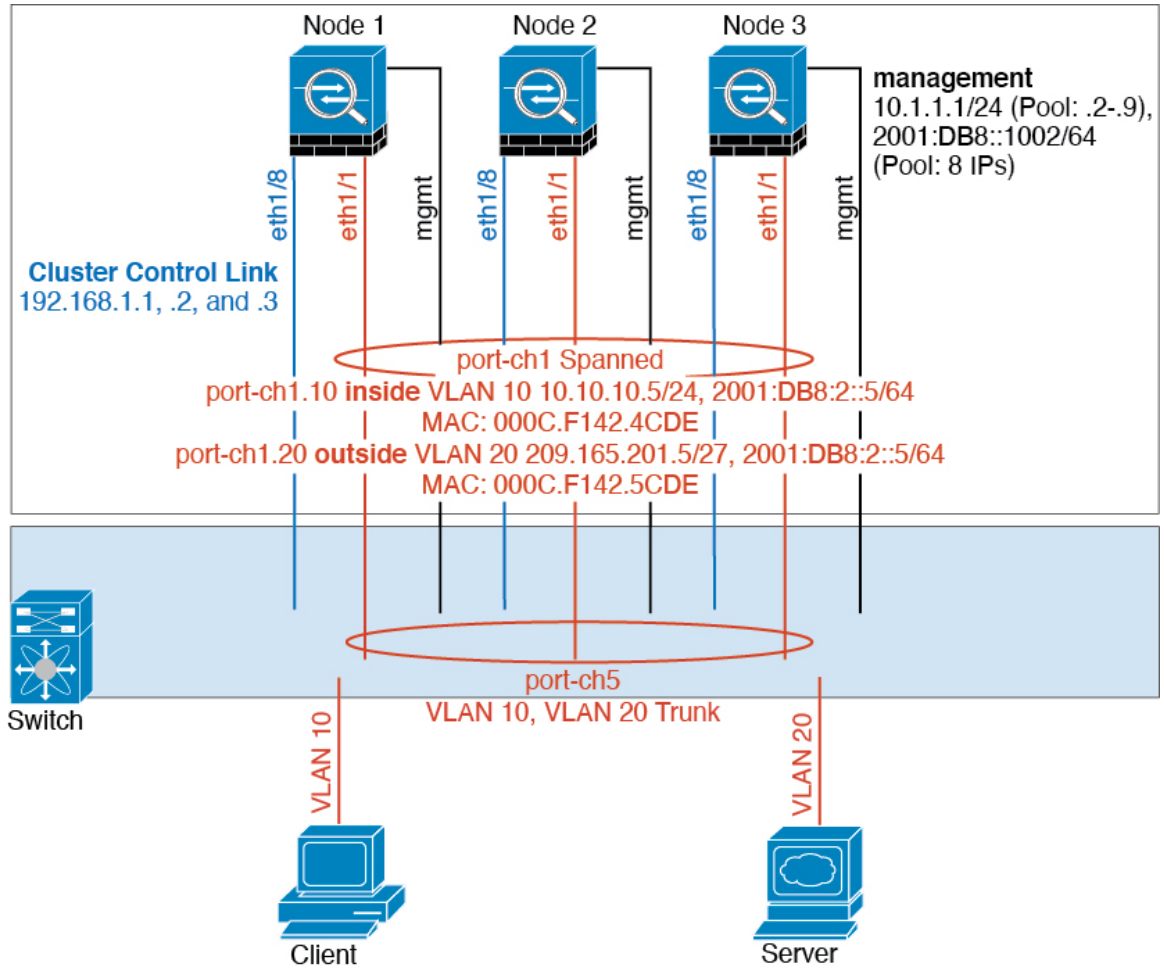 Node 1
Node 2
Node 3
management
10.1.1.1/24 (Pool: .2-.9),
2001:DB8::1002/64
(Pool: 8 IPs)
eth1/8
eth1/1
mgmt
eth1/8
eth1/1
mgmt
eth1/8
eth1/1
mgmt
Cluster Control Link
192.168.1.1, .2, and .3
port-ch1 Spanned
port-ch1.10 inside VLAN 10 10.10.10.5/24, 2001:DB8:2::5/64
MAC: 000C.F142.4CDE
port-ch1.20 outside VLAN 20 209.165.201.5/27, 2001:DB8:2::5/64
MAC: 000C.F142.5CDE
port-ch5
VLAN 10, VLAN 20 Trunk
Switch
VLAN 10
VLAN 20
Client
Server